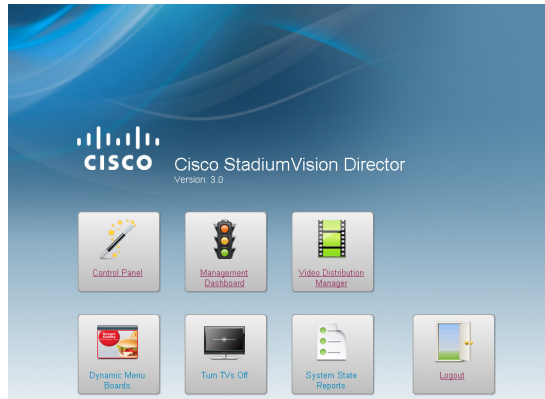 CISCO
Cisco StadiumVision Director
Version: 3.0
Control Panel
Management
Dashboard
Video Distribution
Manager
Dynamic Menu
Boards
Turn TVs Off
System State
Reports
Logout